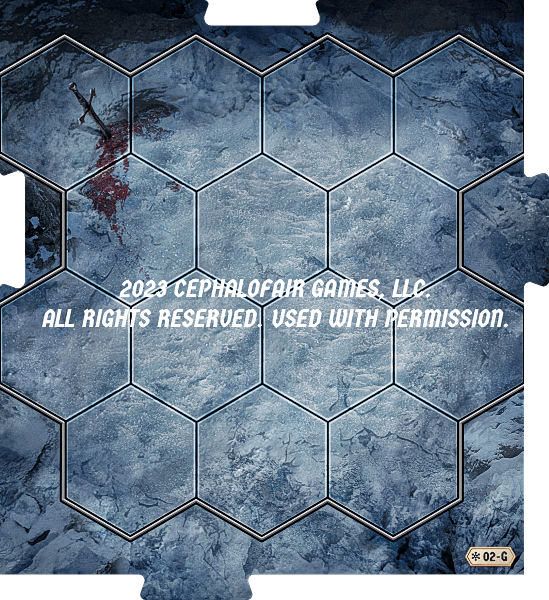 2023 CEPHALOFAIR GAMES, LLC.
ALL RIGHTS RESERVED. USED WITH PERMISSION.
* 02-G